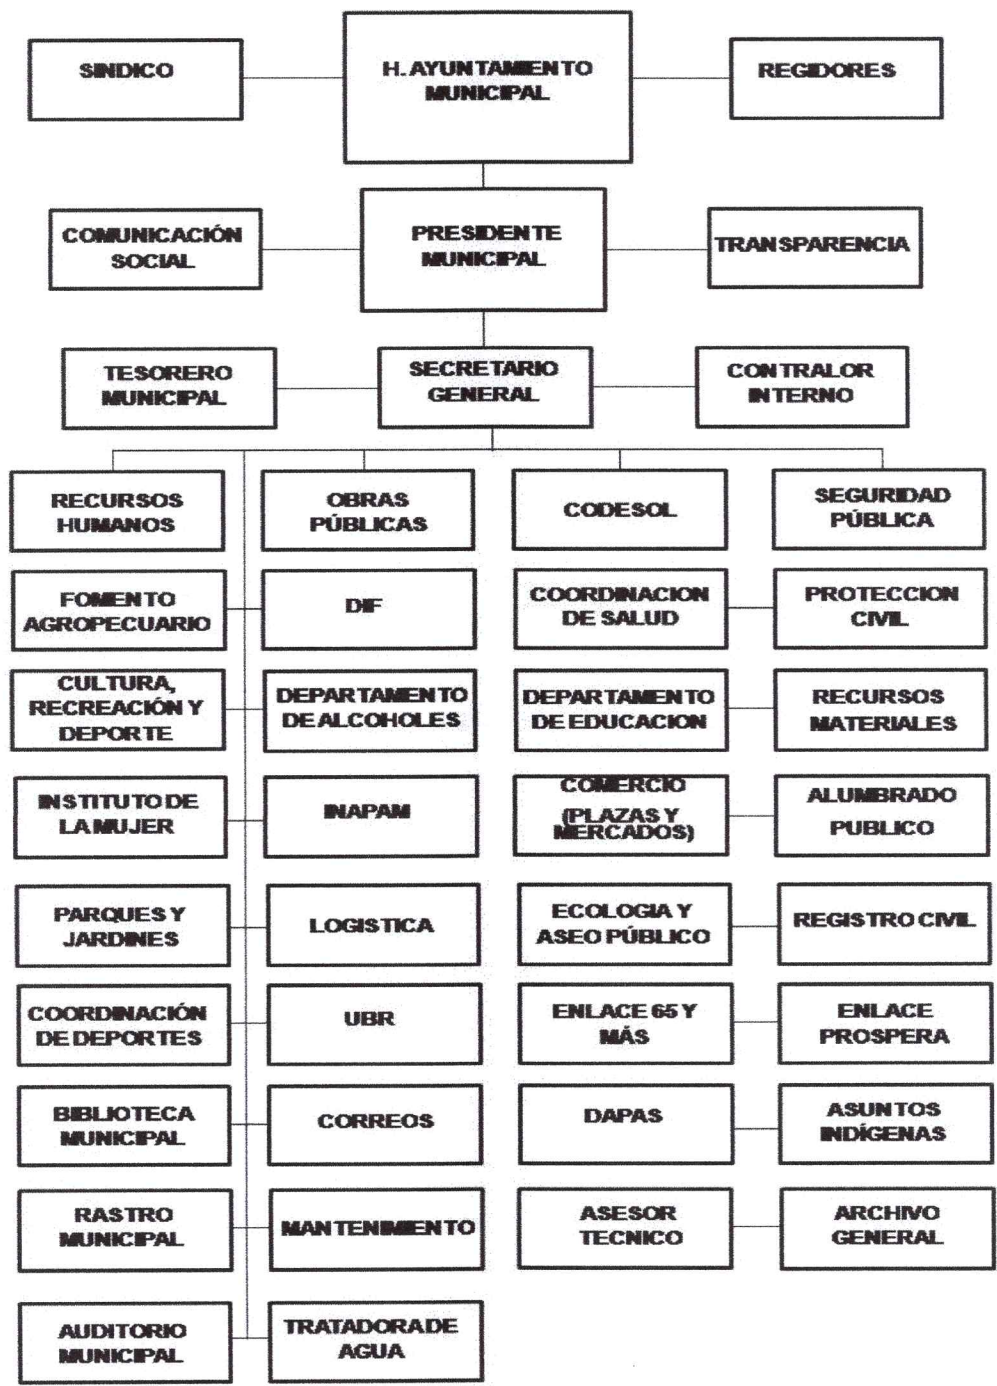 SINDICO
H. AYUNTAMIENTO
MUNICIPAL
REGIDORES
COMUNICACIÓN
SOCIAL
PRESIDENTE
MUNICIPAL
TRANSPARENCIA
TESORERO
MUNICIPAL
SECRETARIO
GENERAL
CONTRALOR
INTERNO
RECURSOS
HUMANOS
OBRAS
PÚBLICAS
CODESOL
SEGURIDAD
PÚBLICA
FOMENTO
AGROPECUARIO
DIF
COORDINACION
DE SALUD
PROTECCION
CIVIL
CULTURA,
RECREACIÓN Y
DEPORTE
DEPARTAMENTO
DE ALCOHOLES
DEPARTAMENTO
DE EDUCACION
RECURSOS
MATERIALES
INSTITUTO DE
LA MUJER
INAPAM
COMERCIO
(PLAZAS Y
MERCADOS)
ALUMBRADO
PUBLICO
PARQUES Y
JARDINES
LOGISTICA
ECOLOGIA Y
ASEO PÚBLICO
REGISTRO CIVIL
COORDINACIÓN
DE DEPORTES
UBR
ENLACE 65 Y
MÁS
ENLACE
PROSPERA
BIBLIOTECA
MUNICIPAL
CORREOS
DAPAS
ASUNTOS
INDÍGENAS
RASTRO
MUNICIPAL
MANTENIMIENTO
ASESOR
TECNICO
ARCHIVO
GENERAL
AUDITORIO
MUNICIPAL
TRATADORA DE
AGUA